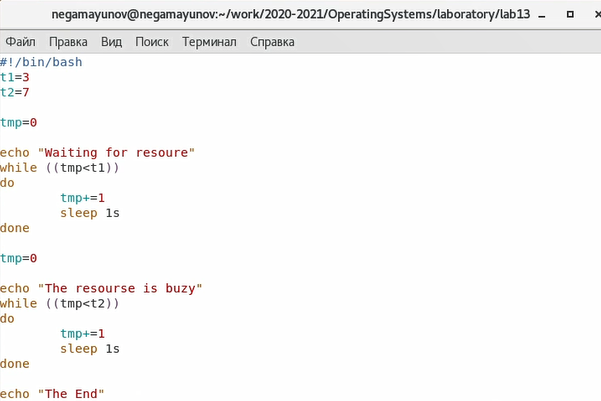 negamayunov@negamayunov:~/work/2020-2021/OperatingSystems/laboratory/lab13
Файл Правка Вид Поиск Терминал Справка
#!/bin/bash
t1=3
t2=7
tmp=0
echo "Waiting for resoure"
while ((tmp<t1))
do
tmp+=1
sleep 1s
done
tmp=0
echo "The resourse is buzy"
while ((tmp<t2))
do
tmp+=1
sleep 1s
done
echo "The End"